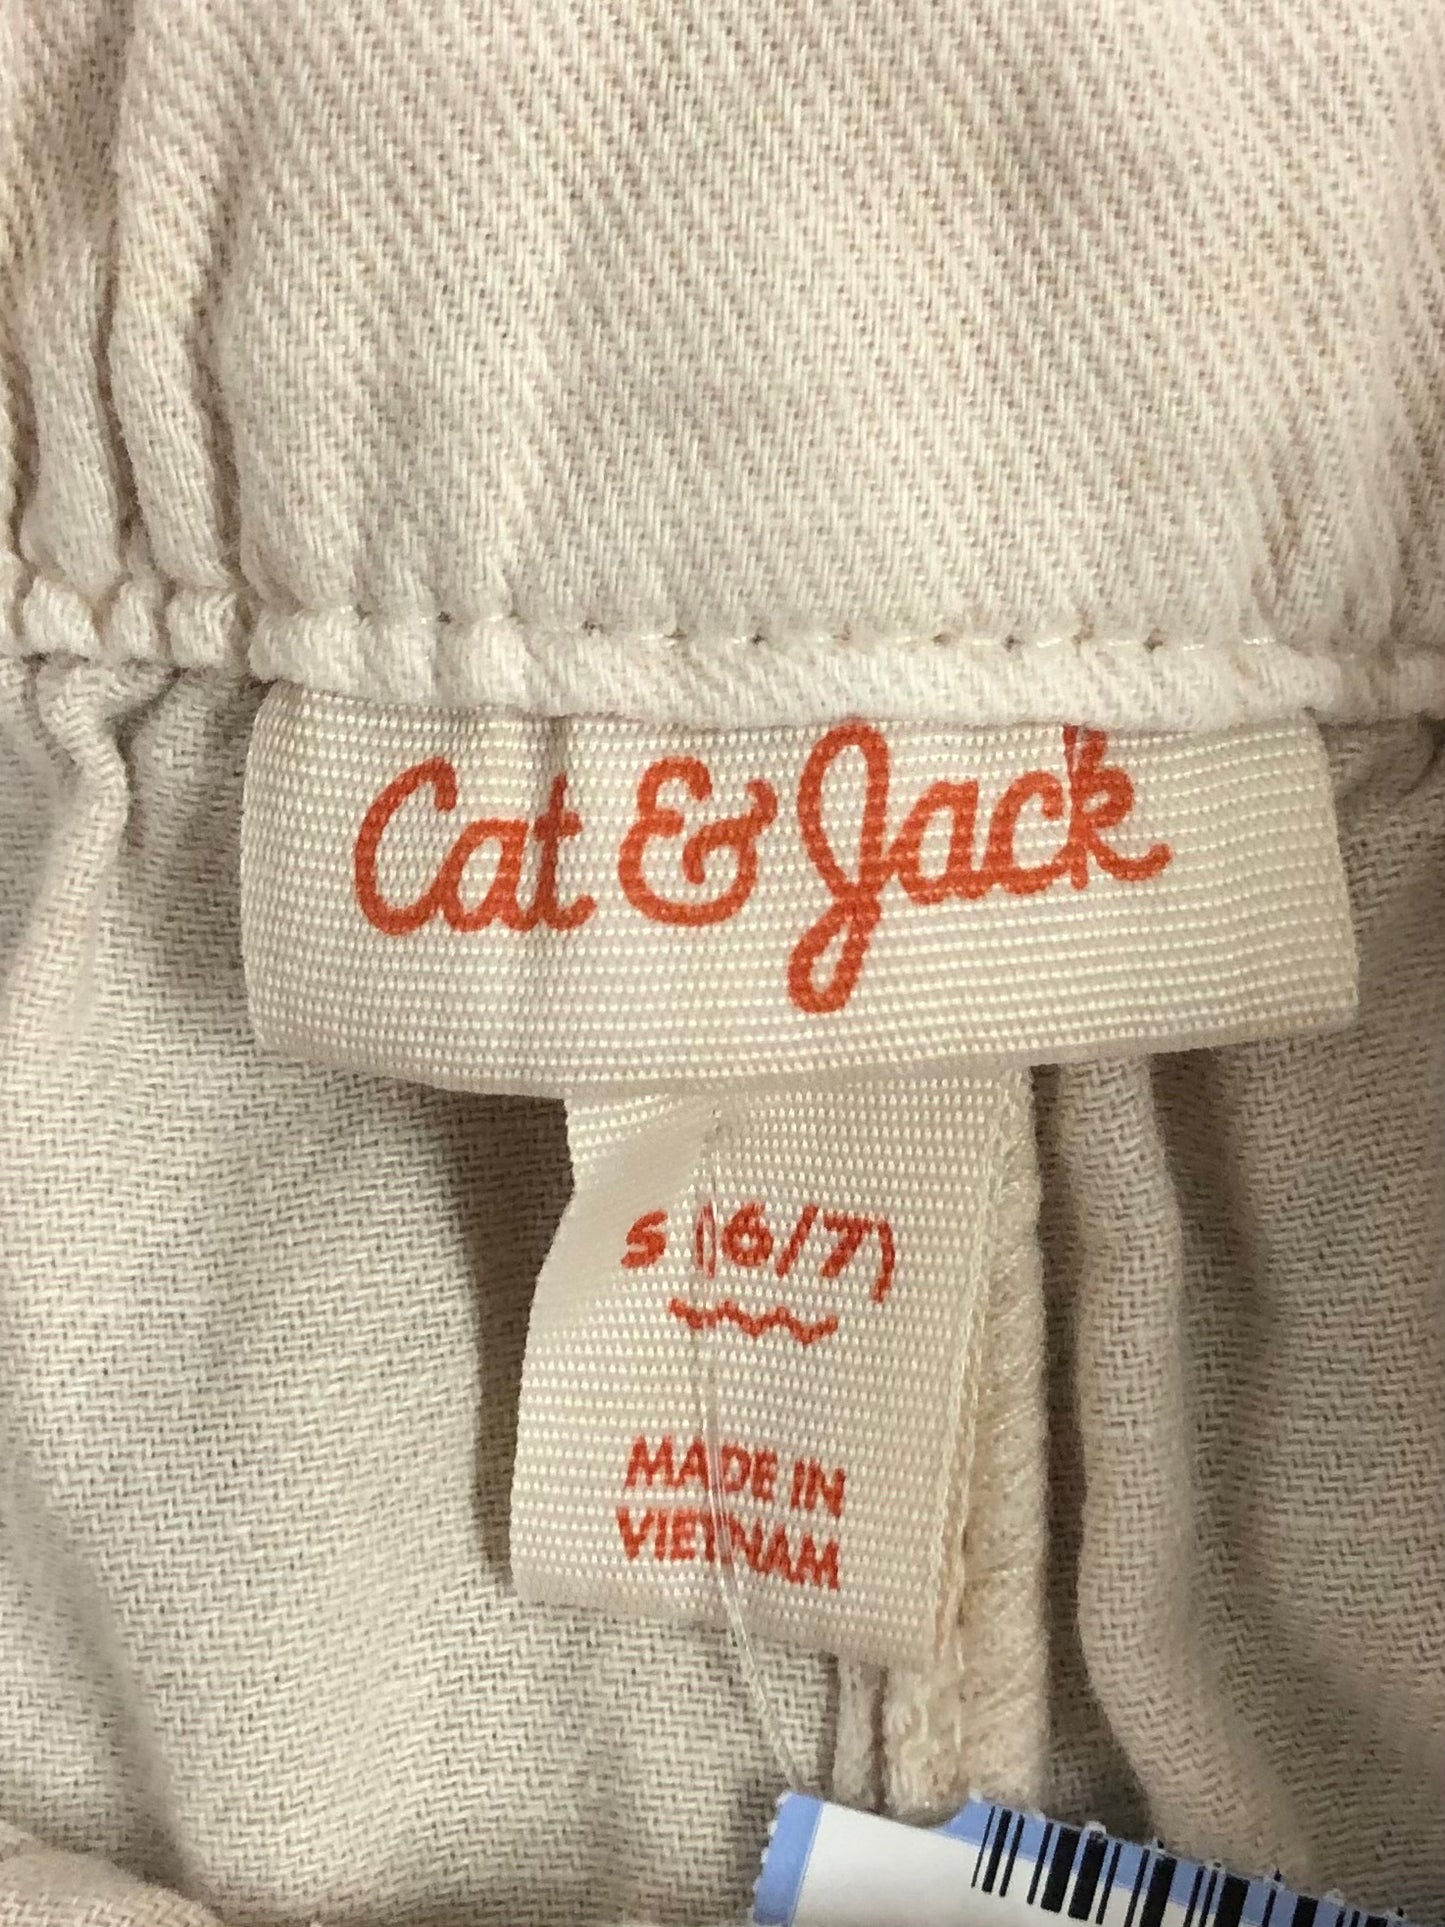 Cat & Jack
S (6/7)
MADE IN
VIETNAM